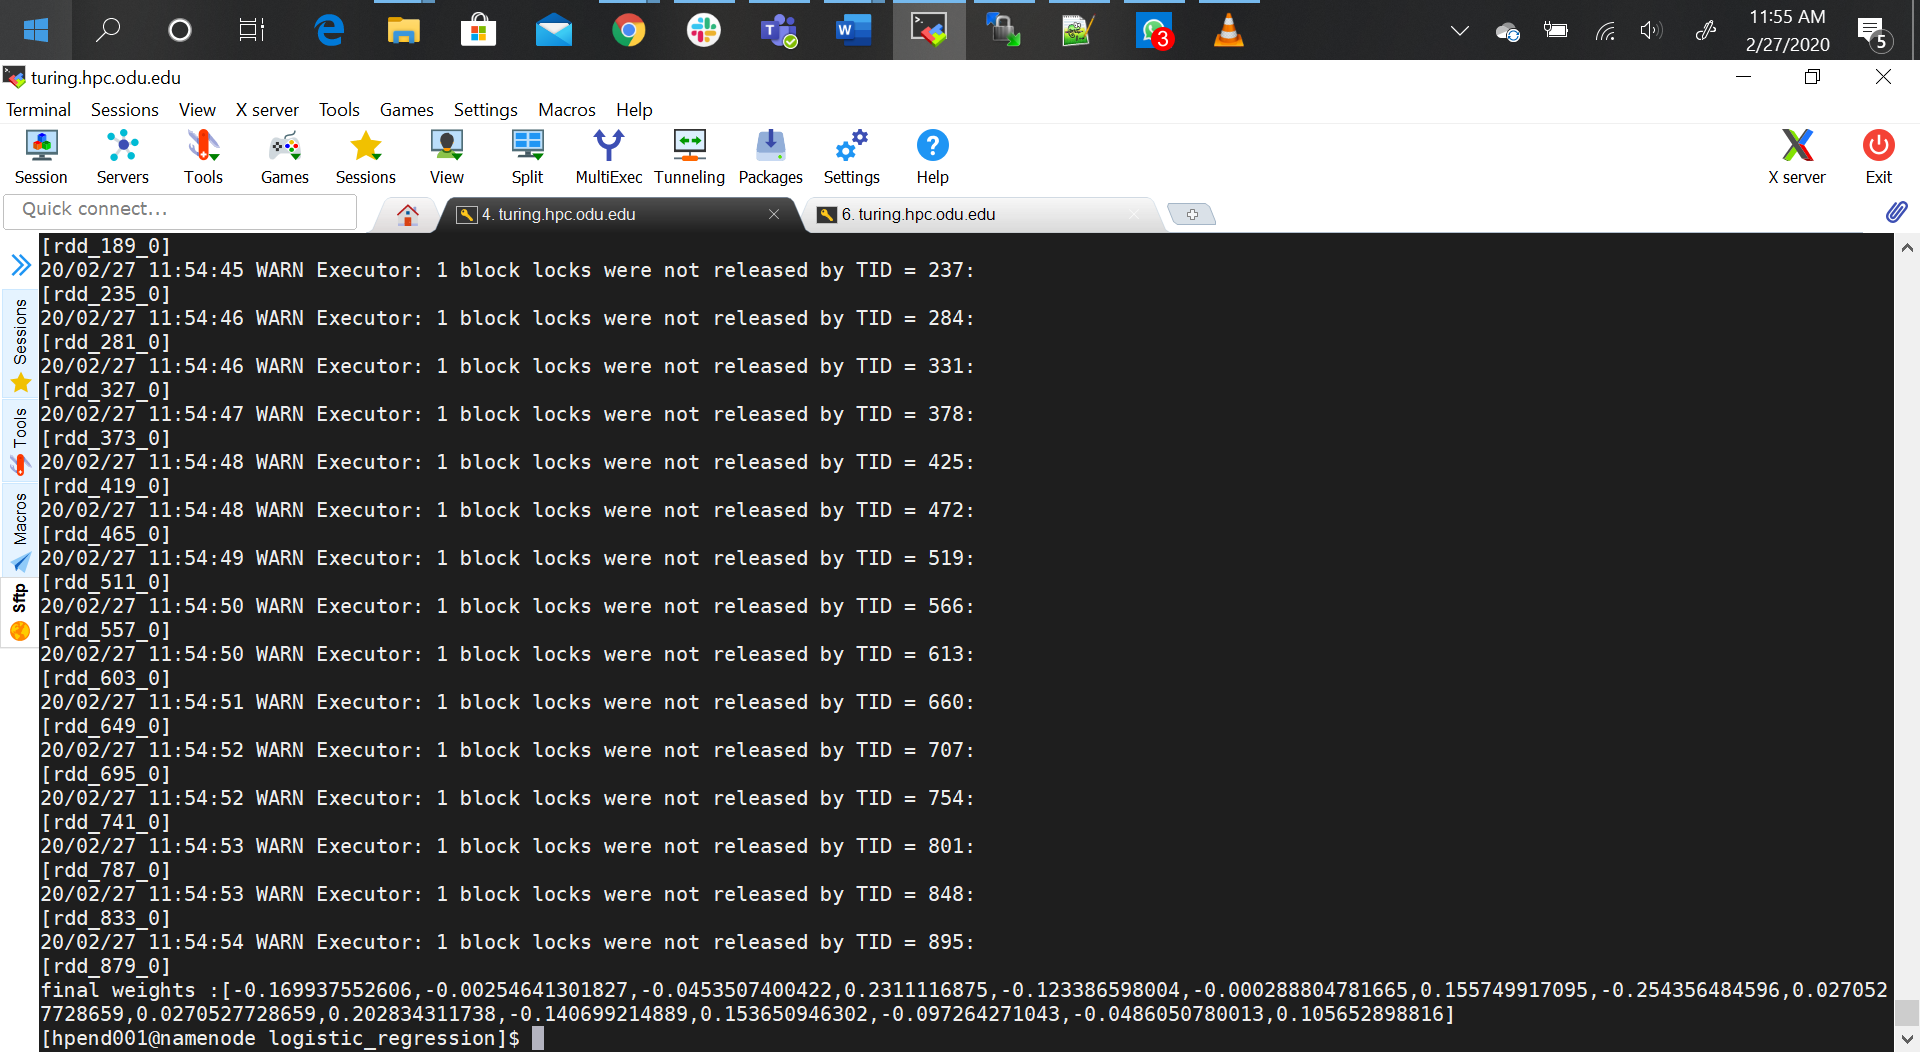 11:55 AM
2/27/2020
3
5
turing.hpc.odu.edu
Terminal Sessions View X server Tools Games Settings Macros Help
Session Servers Tools Games Sessions View Split MultiExec Tunneling Packages Settings Help X server Exit
Quick connect...
4. turing.hpc.odu.edu
6. turing.hpc.odu.edu
Sessions
Tools
Macros
Sftp
[rdd_189_0]
20/02/27 11:54:45 WARN Executor: 1 block locks were not released by TID = 237:
[rdd_235_0]
20/02/27 11:54:46 WARN Executor: 1 block locks were not released by TID = 284:
[rdd_281_0]
20/02/27 11:54:46 WARN Executor: 1 block locks were not released by TID = 331:
[rdd_327_0]
20/02/27 11:54:47 WARN Executor: 1 block locks were not released by TID = 378:
[rdd_373_0]
20/02/27 11:54:48 WARN Executor: 1 block locks were not released by TID = 425:
[rdd_419_0]
20/02/27 11:54:48 WARN Executor: 1 block locks were not released by TID = 472:
[rdd_465_0]
20/02/27 11:54:49 WARN Executor: 1 block locks were not released by TID = 519:
[rdd_511_0]
20/02/27 11:54:50 WARN Executor: 1 block locks were not released by TID = 566:
[rdd_557_0]
20/02/27 11:54:50 WARN Executor: 1 block locks were not released by TID = 613:
[rdd_603_0]
20/02/27 11:54:51 WARN Executor: 1 block locks were not released by TID = 660:
[rdd_649_0]
20/02/27 11:54:52 WARN Executor: 1 block locks were not released by TID = 707:
[rdd_695_0]
20/02/27 11:54:52 WARN Executor: 1 block locks were not released by TID = 754:
[rdd_741_0]
20/02/27 11:54:53 WARN Executor: 1 block locks were not released by TID = 801:
[rdd_787_0]
20/02/27 11:54:53 WARN Executor: 1 block locks were not released by TID = 848:
[rdd_833_0]
20/02/27 11:54:54 WARN Executor: 1 block locks were not released by TID = 895:
[rdd_879_0]
final weights :[-0.169937552606,-0.00254641301827,-0.0453507400422,0.2311116875,-0.123386598004,-0.000288804781665,0.155749917095,-0.254356484596,0.027052
7728659,0.0270527728659,0.202834311738,-0.140699214889,0.153650946302,-0.097264271043,-0.0486050780013,0.105652898816]
[hpend001@namenode logistic_regression]$